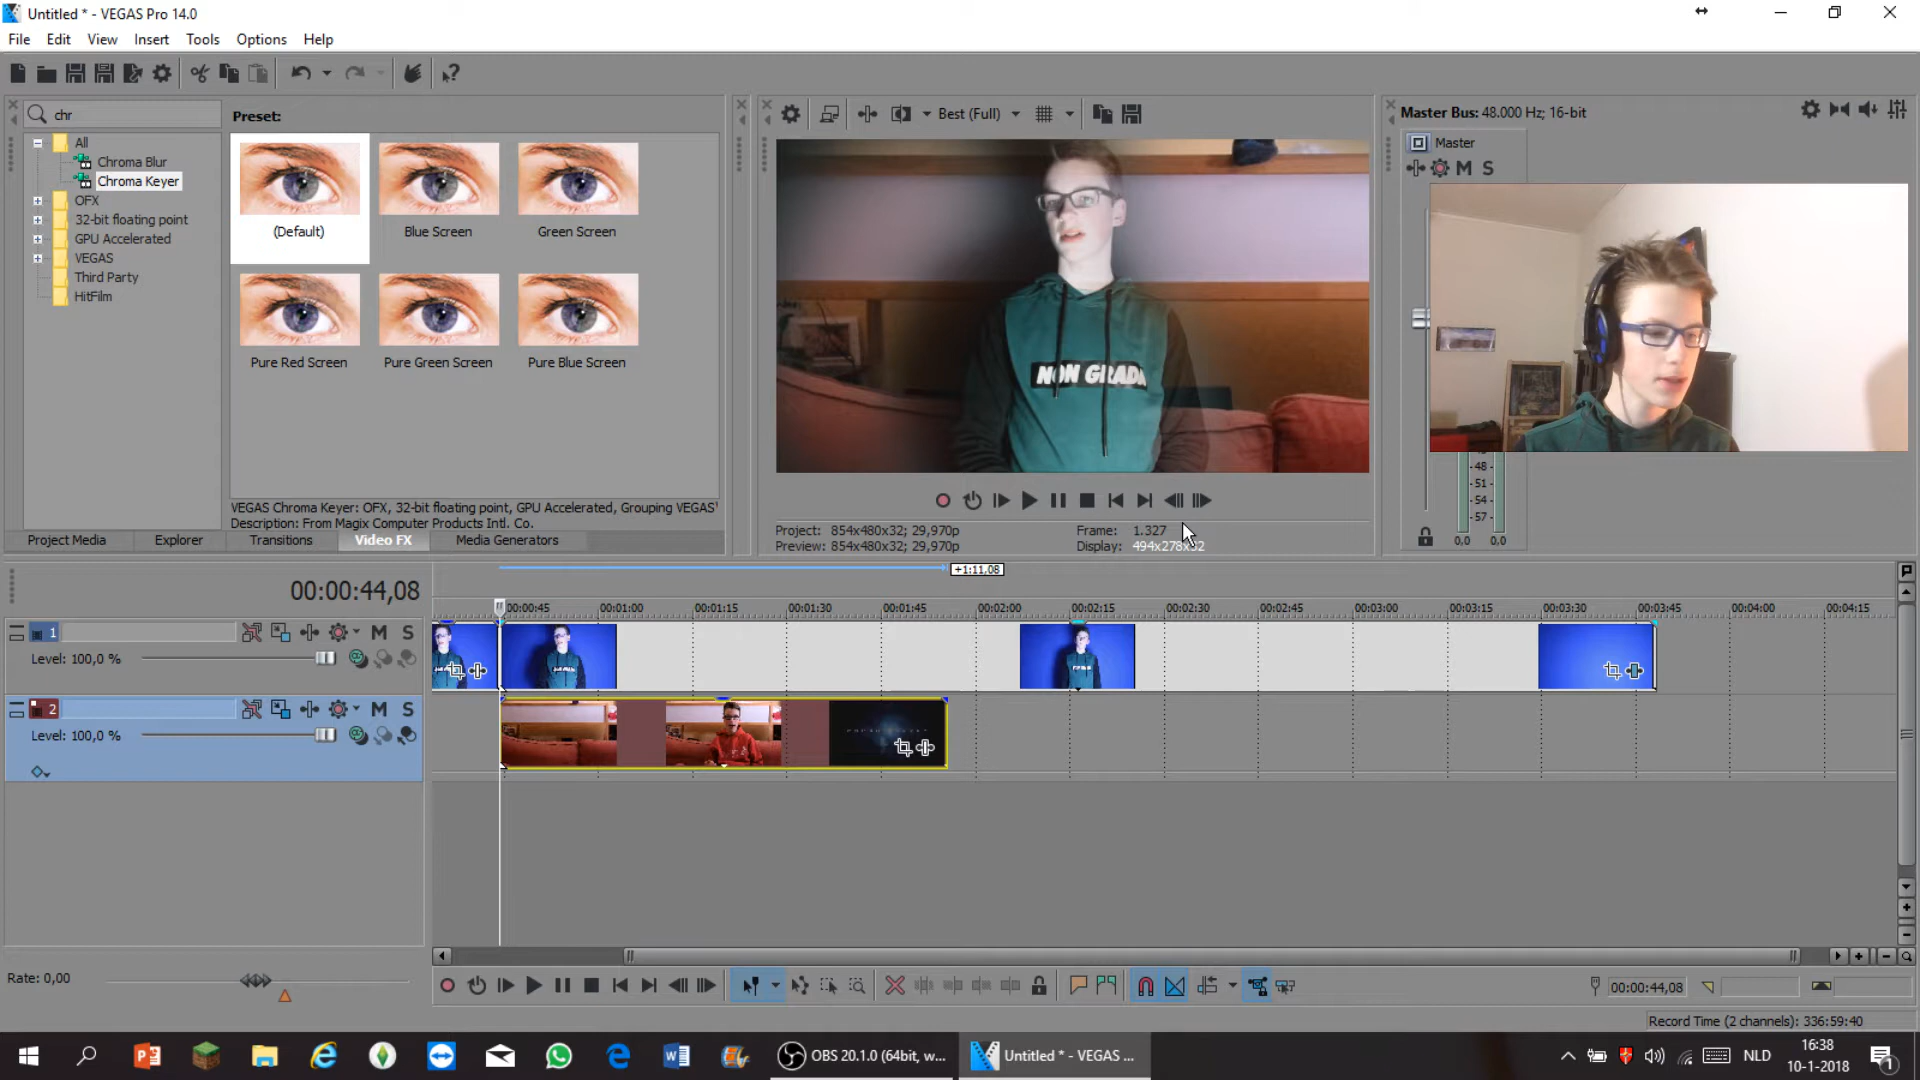 Untitled * - VEGAS Pro 14.0
File Edit View Insert Tools Options Help
chr
All
Chroma Blur
Chroma Keyer
OFX
32-bit floating point
GPU Accelerated
VEGAS
Third Party
HitFilm
Preset:
(Default) Blue Screen Green Screen
Pure Red Screen Pure Green Screen Pure Blue Screen
VEGAS Chroma Keyer: OFX, 32-bit floating point, GPU Accelerated, Grouping VEGAS
Description: From Magix Computer Products Intl. Co.
Project Media Explorer Transitions Video FX Media Generators
Best (Full)
NON GRADA
Project: 854x480x32; 29,970p Frame: 1.327
Preview: 854x480x32; 29,970p Display: 494x278x32
Master Bus: 48.000 Hz; 16-bit
Master
M S
-48-
-51-
-54-
-57-
0,0 0,0
+1:11,08
00:00:44,08
00:00:45 00:01:00 00:01:15 00:01:30 00:01:45 00:02:00 00:02:15 00:02:30 00:02:45 00:03:00 00:03:15 00:03:30 00:03:45 00:04:00 00:04:15
1 M S
Level: 100,0 %
2 M S
Level: 100,0 %
Rate: 0,00
00:00:44,08
Record Time (2 channels): 336:59:40
OBS 20.1.0 (64bit, w...
Untitled * - VEGAS ...
NLD
16:38
10-1-2018
1